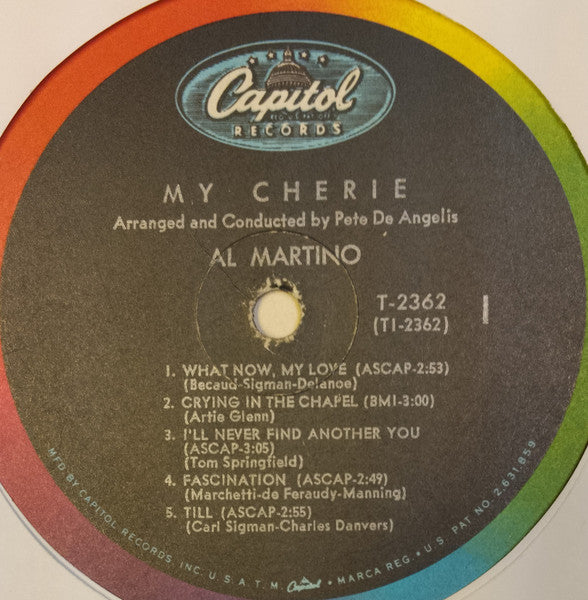 Capitol
RECORDS
MY CHERIE
Arranged and Conducted by Pete De Angelis
AL MARTINO
T-2362
(T1-2362)
1
1. WHAT NOW, MY LOVE (ASCAP-2:53)
(Becaud-Sigman-Delanoe)
2. CRYING IN THE CHAPEL (BMI-3:00)
(Artie Glenn)
3. I'LL NEVER FIND ANOTHER YOU
(ASCAP-3:05)
(Tom Springfield)
4. FASCINATION (ASCAP-2:49)
(Marchetti-de Feraudy-Manning)
5. TILL (ASCAP-2:55)
(Carl Sigman-Charles Danvers)
MFD. BY CAPITOL RECORDS, INC. U.S.A. T.M. Capitol • MARCA REG. • U.S. PAT. NO. 2,631,859